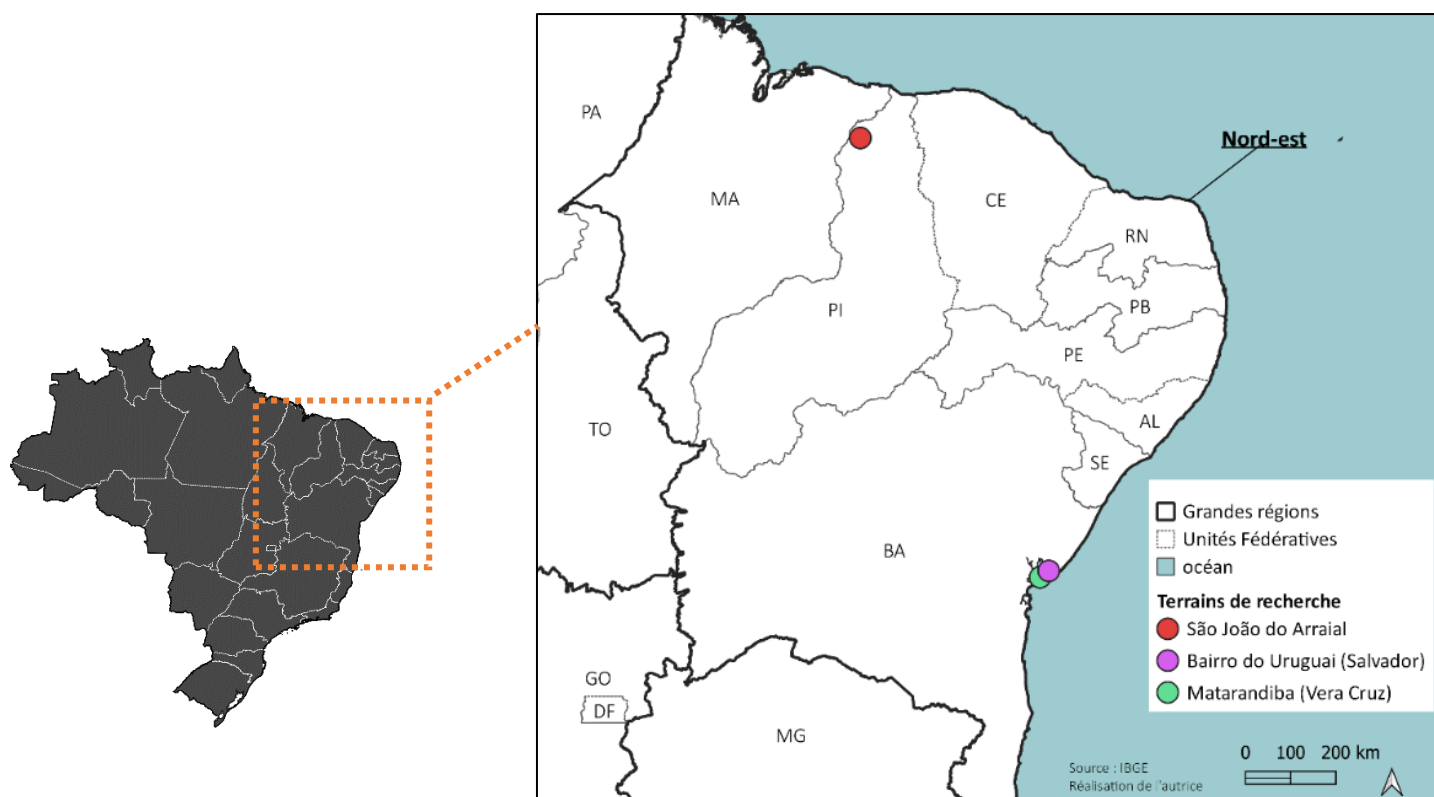 PA
Nord-est
MA
CE
RN
PI
PB
PE
TO
AL
SE
BA
GO
DF
MG
Grandes régions
Unités Fédératives
océan
Terrains de recherche
São João do Arraial
Bairro do Uruguai (Salvador)
Matarandiba (Vera Cruz)
0 100 200 km
Source : IBGE
Réalisation de l'autrice